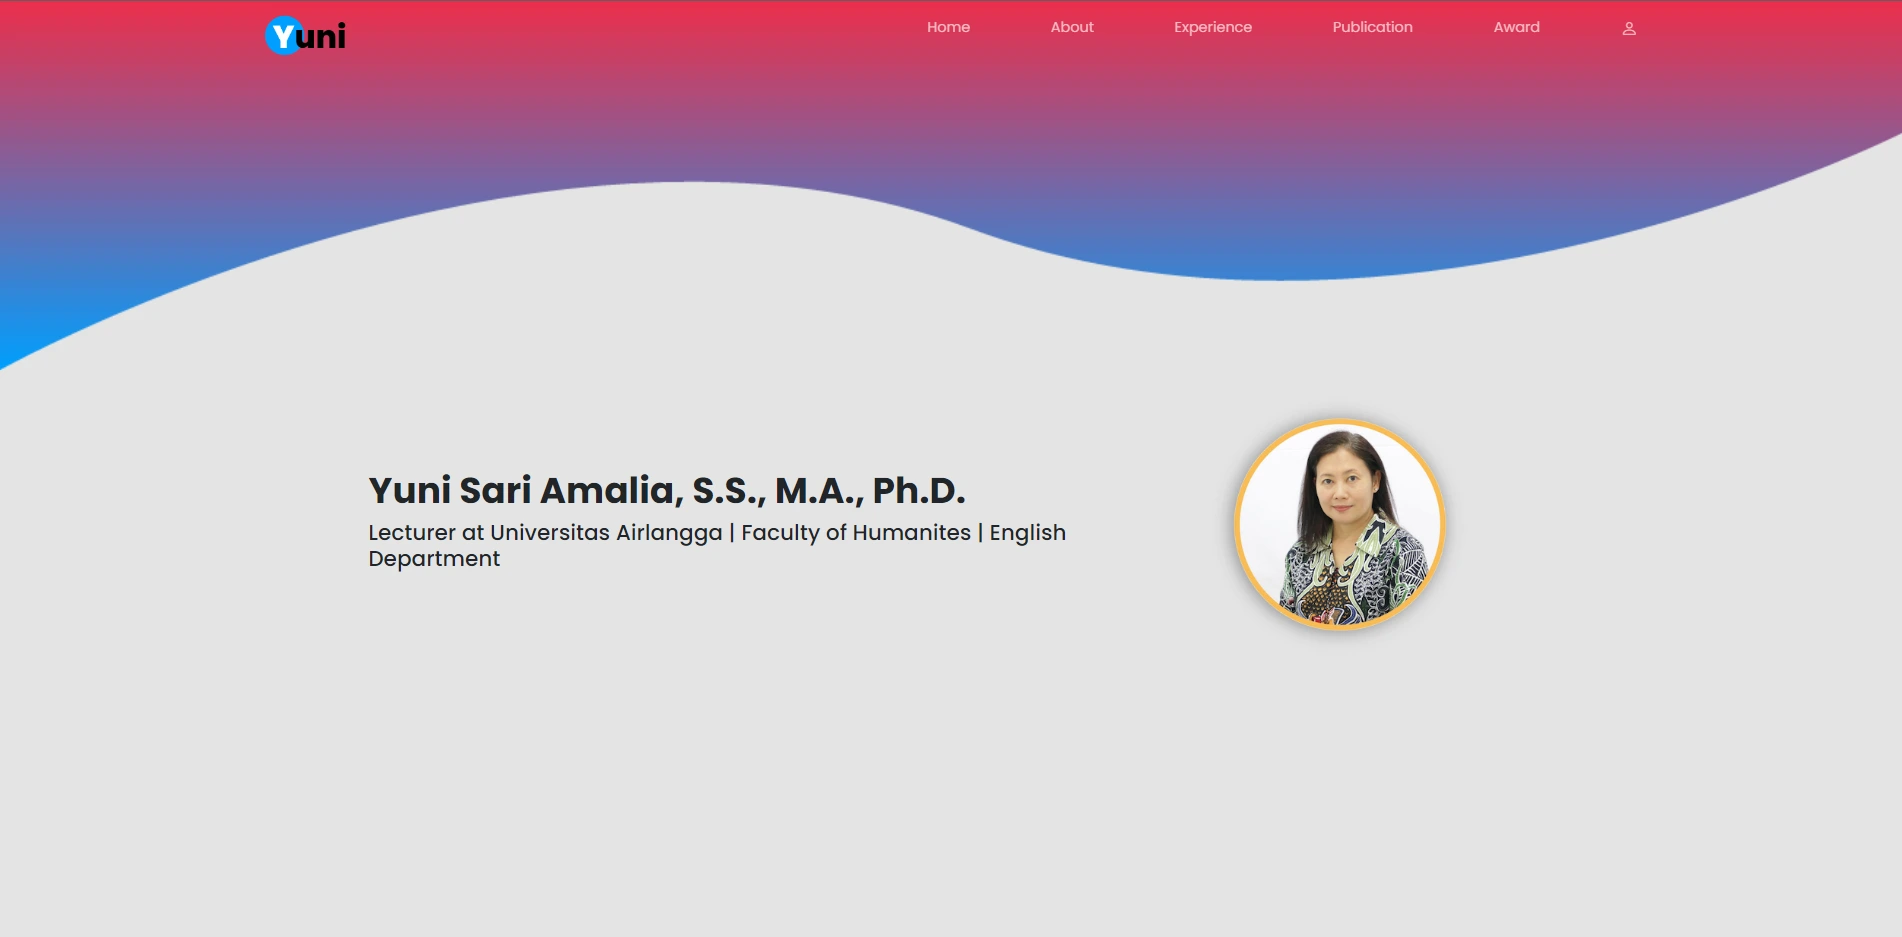 Yuni
Home
About
Experience
Publication
Award
Yuni Sari Amalia, S.S., M.A., Ph.D.
Lecturer at Universitas Airlangga | Faculty of Humanites | English
Department